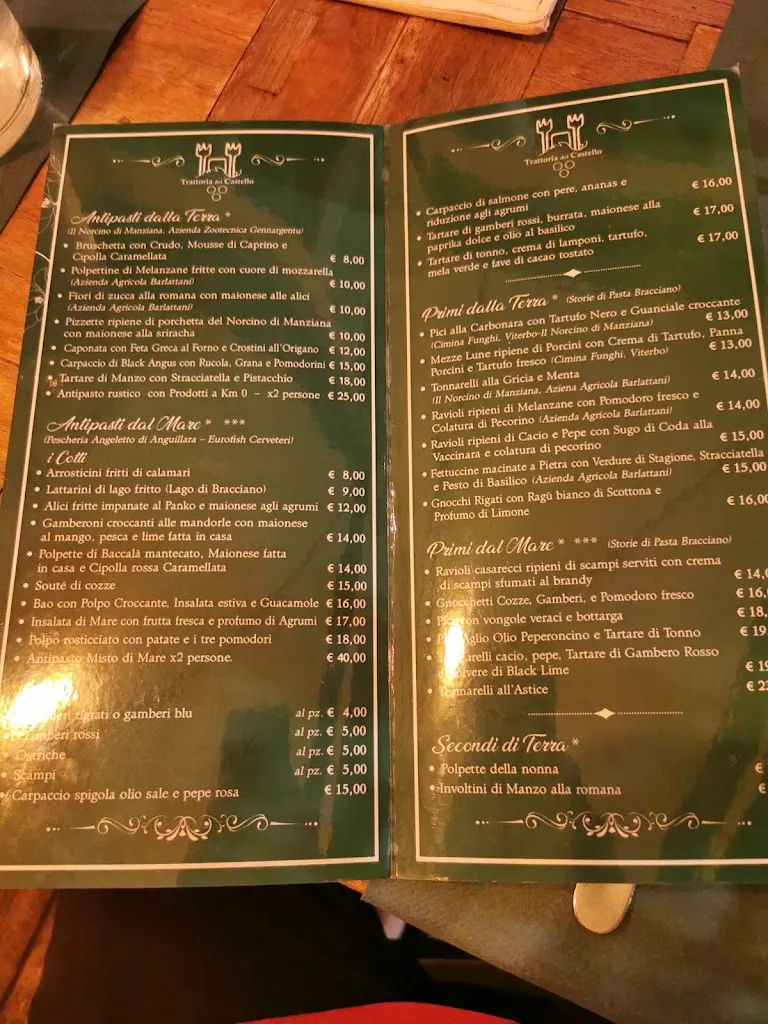 Trattoria del Castello
Antipasti dalla Terra *
(Il Norcino di Manziana, Azienda Zootecnica Gennargentu)
• Bruschetta con Crudo, Mousse di Caprino e
Cipolla Caramellata € 8,00
• Polpettine di Melanzane fritte con cuore di mozzarella
(Azienda Agricola Barlattani) € 10,00
• Fiori di zucca alla romana con maionese alle alici
(Azienda Agricola Barlattani) € 10,00
• Pizzette ripiene di porchetta del Norcino di Manziana
con maionese alla sriracha € 10,00
• Caponata con Feta Greca al Forno e Crostini all'Origano € 12,00
• Carpaccio di Black Angus con Rucola, Grana e Pomodorini € 15,00
• Tartare di Manzo con Stracciatella e Pistacchio € 18,00
• Antipasto rustico con Prodotti a Km 0 - x2 persone € 25,00
Antipasti dal Mare * ***
(Pescheria Angeletto di Anguillara – Eurofish Cerveteri)
i Cotti
• Arrosticini fritti di calamari € 8,00
• Lattarini di lago fritto (Lago di Bracciano) € 9,00
• Alici fritte impanate al Panko e maionese agli agrumi € 12,00
• Gamberoni croccanti alle mandorle con maionese
al mango, pesca e lime fatta in casa € 14,00
• Polpette di Baccalà mantecato, Maionese fatta
in casa e Cipolla rossa Caramellata € 14,00
• Souté di cozze € 15,00
• Bao con Polpo Croccante, Insalata estiva e Guacamole € 16,00
• Insalata di Mare con frutta fresca e profumo di Agrumi € 17,00
• Polpo rosticciato con patate e i tre pomodori € 18,00
• Antipasto Misto di Mare x2 persone. € 40,00
tigrati o gamberi blu al pz. € 4,00
rossi al pz. € 5,00
• Ostriche al pz. € 5,00
• Scampi al pz. € 5,00
• Carpaccio spigola olio sale e pepe rosa € 15,00
Trattoria del Castello
• Carpaccio di salmone con pere, ananas e
riduzione agli agrumi € 16,00
• Tartare di gamberi rossi, burrata, maionese alla
paprika dolce e olio al basilico € 17,00
• Tartare di tonno, crema di lamponi, tartufo,
mela verde e fave di cacao tostato € 17,00
Primi dalla Terra * (Storie di Pasta Bracciano)
• Pici alla Carbonara con Tartufo Nero e Guanciale croccante
(Cimina Funghi, Viterbo-Il Norcino di Manziana) € 13,00
• Mezze Lune ripiene di Porcini con Crema di Tartufo, Panna
Porcini e Tartufo fresco (Cimina Funghi, Viterbo) € 13,00
• Tonnarelli alla Gricia e Menta
(Il Norcino di Manziana, Aziena Agricola Barlattani) € 14,00
• Ravioli ripieni di Melanzane con Pomodoro fresco e
Colatura di Pecorino (Azienda Agricola Barlattani) € 14,00
• Ravioli ripieni di Cacio e Pepe con Sugo di Coda alla
Vaccinara e colatura di pecorino € 15,00
• Fettuccine macinate a Pietra con Verdure di Stagione, Stracciatella
e Pesto di Basilico (Azienda Agricola Barlattani) € 15,00
• Gnocchi Rigati con Ragù bianco di Scottona e
Profumo di Limone € 16,00
Primi dal Mare * *** (Storie di Pasta Bracciano)
• Ravioli casarecci ripieni di scampi serviti con crema
di scampi sfumati al brandy € 14,0
• Gnocchetti Cozze, Gamberi, e Pomodoro fresco € 16,
con vongole veraci e bottarga € 18,
Aglio Olio Peperoncino e Tartare di Tonno € 19
cacio, pepe, Tartare di Gambero Rosso
e polvere di Black Lime € 19
• Tonnarelli all'Astice € 2
Secondi di Terra *
• Polpette della nonna €
• Involtini di Manzo alla romana €